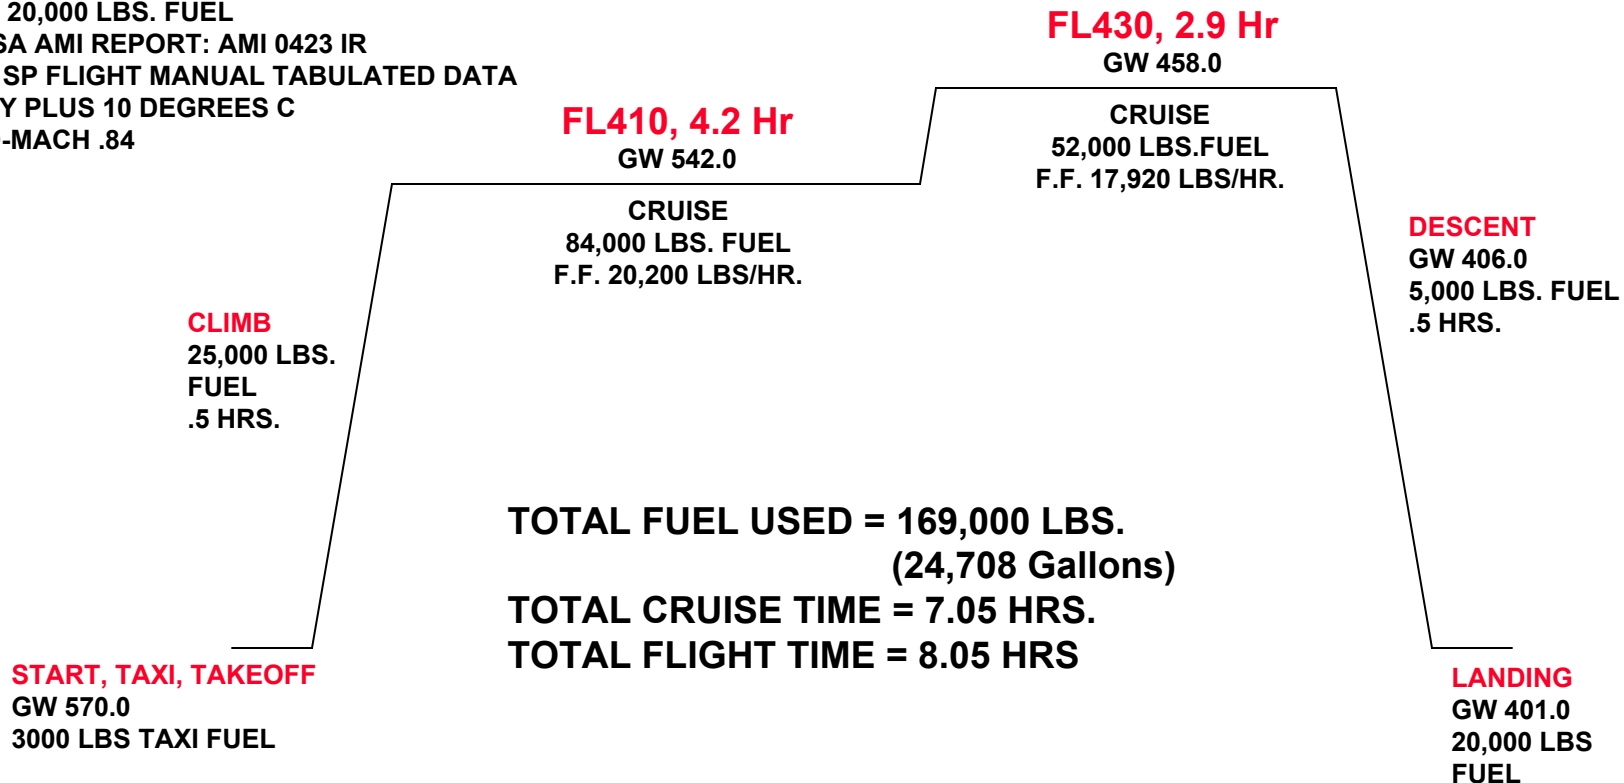 20,000 LBS. FUEL
SA AMI REPORT: AMI 0423 IR
SP FLIGHT MANUAL TABULATED DATA
Y PLUS 10 DEGREES C
-MACH .84
FL410, 4.2 Hr
GW 542.0
CRUISE
84,000 LBS. FUEL
F.F. 20,200 LBS/HR.
FL430, 2.9 Hr
GW 458.0
CRUISE
52,000 LBS.FUEL
F.F. 17,920 LBS/HR.
CLIMB
25,000 LBS.
FUEL
.5 HRS.
DESCENT
GW 406.0
5,000 LBS. FUEL
.5 HRS.
TOTAL FUEL USED = 169,000 LBS.
(24,708 Gallons)
TOTAL CRUISE TIME = 7.05 HRS.
TOTAL FLIGHT TIME = 8.05 HRS
START, TAXI, TAKEOFF
GW 570.0
3000 LBS TAXI FUEL
LANDING
GW 401.0
20,000 LBS
FUEL